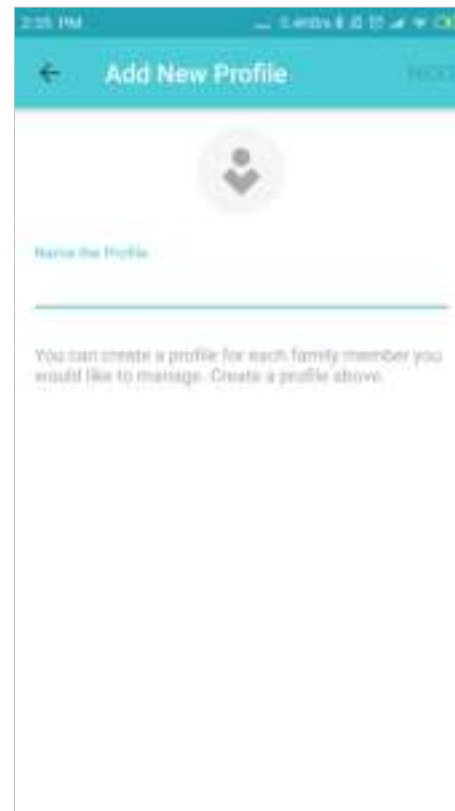 2:35 PM
Add New Profile
NEXT
Name the Profile
You can create a profile for each family member you
would like to manage. Create a profile above.